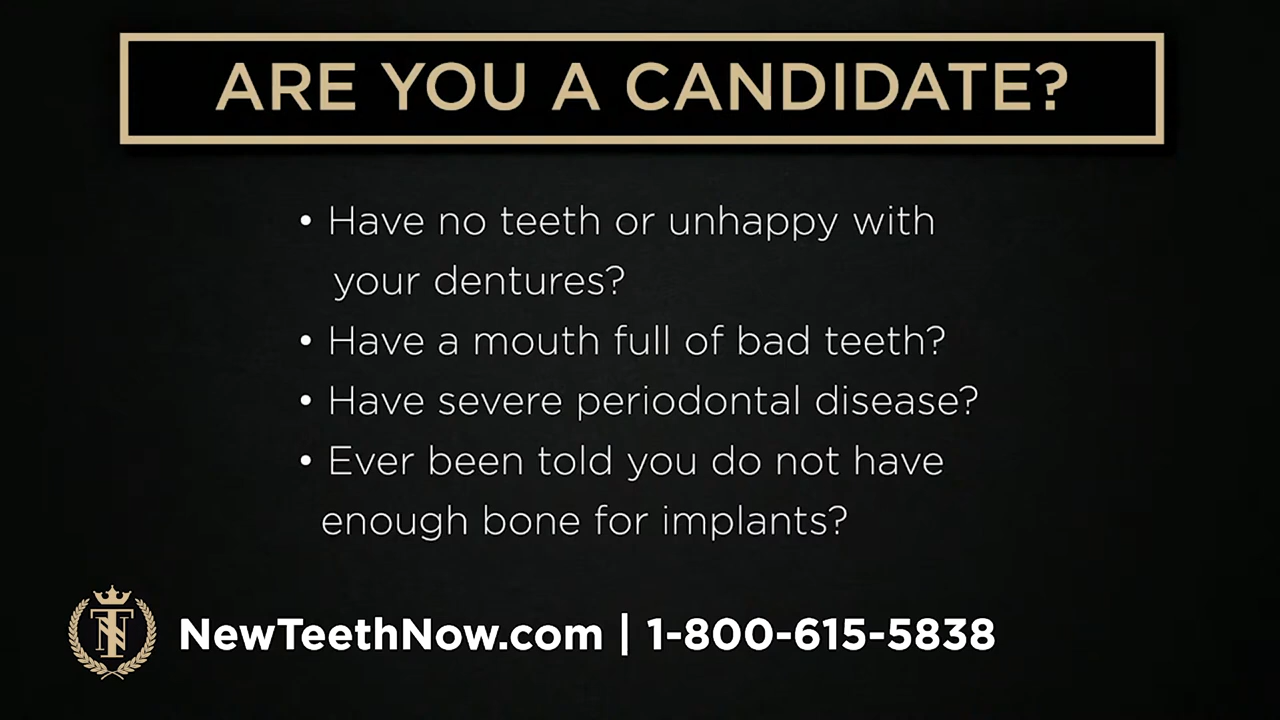 ARE YOU A CANDIDATE?
• Have no teeth or unhappy with
your dentures?
• Have a mouth full of bad teeth?
• Have severe periodontal disease?
• Ever been told you do not have
enough bone for implants?
NewTeethNow.com | 1-800-615-5838